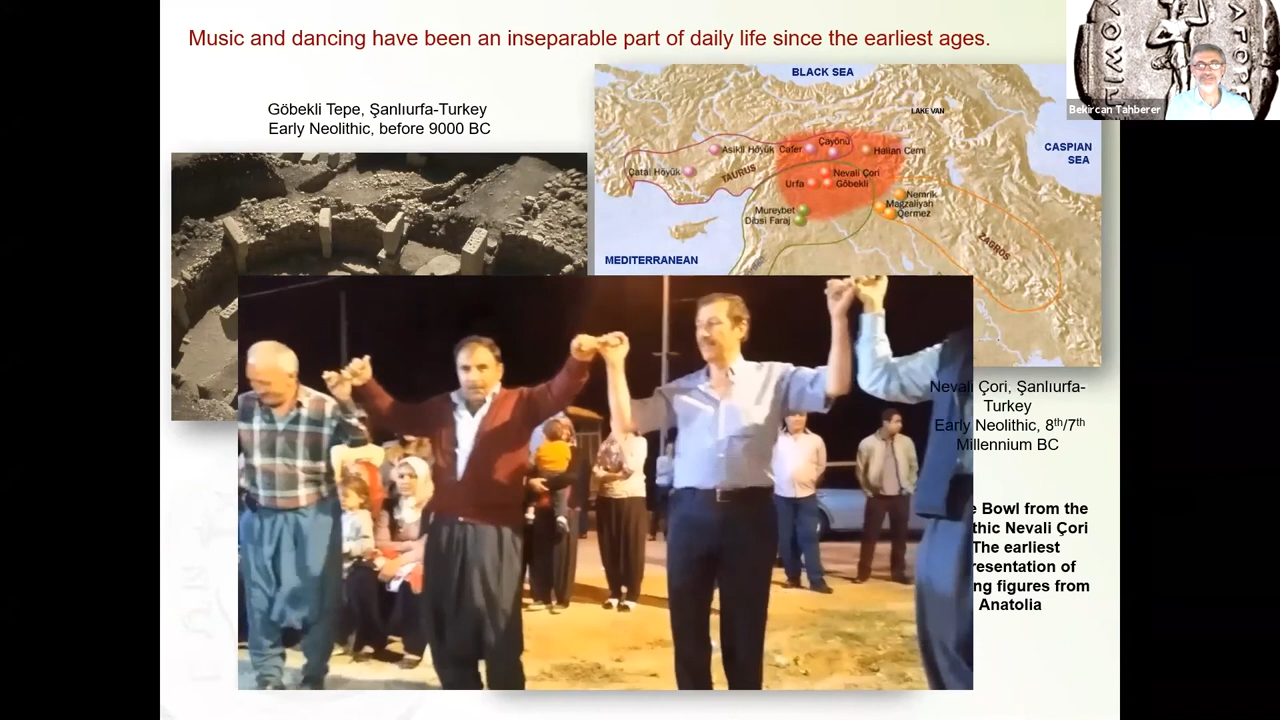 Music and dancing have been an inseparable part of daily life since the earliest ages.
Göbekli Tepe, Şanlıurfa-Turkey
Early Neolithic, before 9000 BC
BLACK SEA
LAKE VAN
CASPIAN
SEA
Çayönü
Asikli Höyük
Cafer
Hallan Cemi
Çatal Höyük
TAURUS
Nevali Çori
Urfa
Göbekli
Nemrik
Magzaliyah
Qermez
Mureybet
Dibsi Faraj
ZAGROS
MEDITERRANEAN
Bekircan Tahberer
Nevali Çori, Şanlıurfa-
Turkey
Early Neolithic, 8th/7th
Millennium BC
e Bowl from the
thic Nevali Çori
The earliest
resentation of
ng figures from
Anatolia